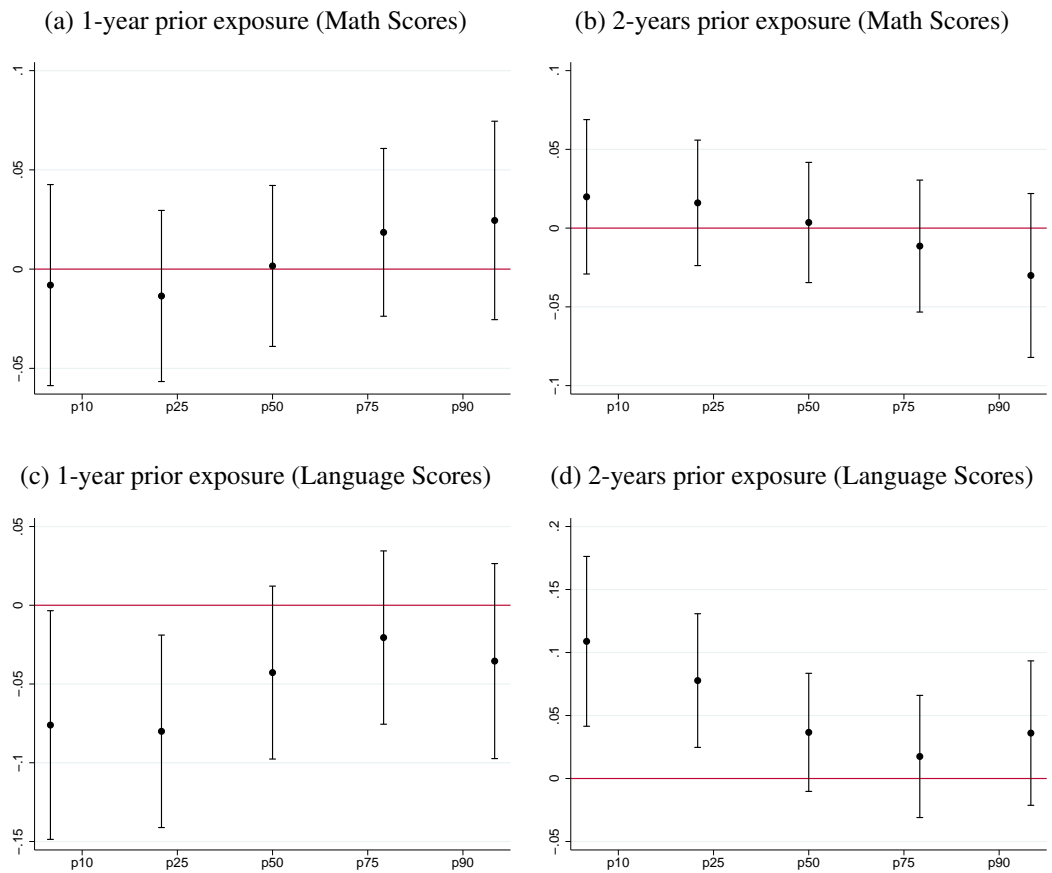 (a) 1-year prior exposure (Math Scores)
.1
.05
0
-.05
p10 p25 p50 p75 p90
(b) 2-years prior exposure (Math Scores)
.1
.05
0
-.05
-.1
p10 p25 p50 p75 p90
(c) 1-year prior exposure (Language Scores)
.05
0
-.05
-.1
-.15
p10 p25 p50 p75 p90
(d) 2-years prior exposure (Language Scores)
.2
.15
.1
.05
0
-.05
p10 p25 p50 p75 p90